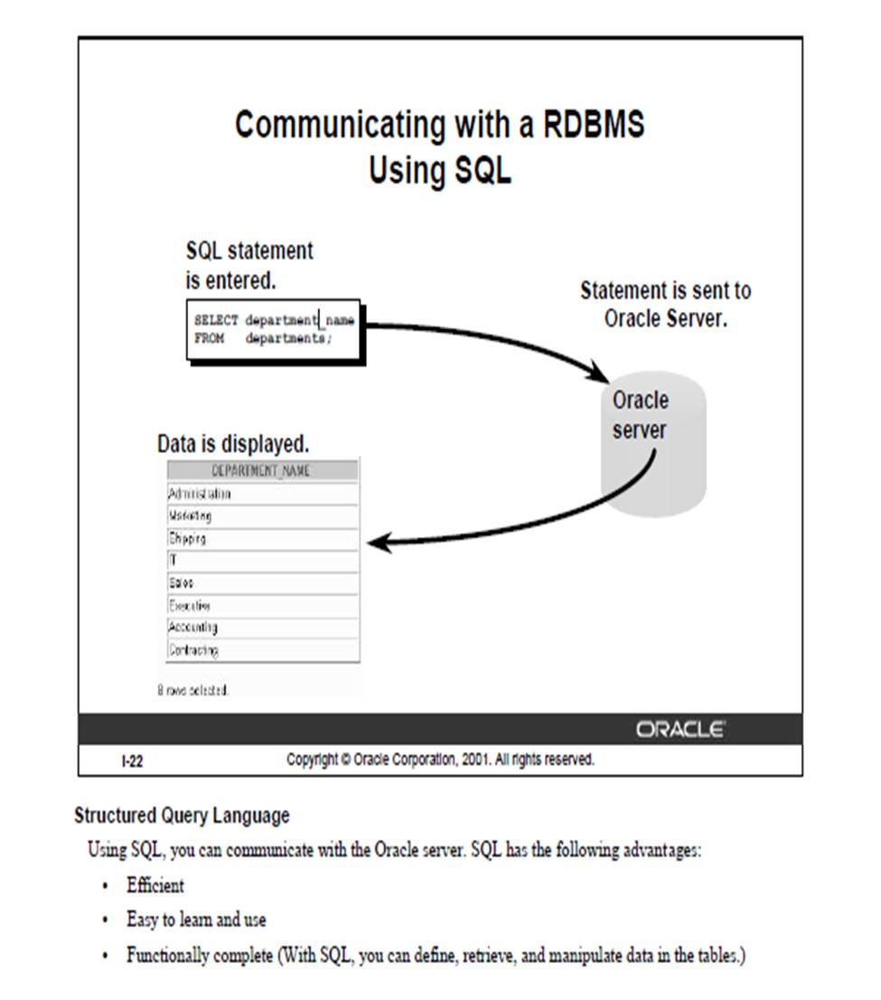 Communicating with a RDBMS
Using SQL
SQL statement
is entered.
SELECT department_name
FROM departments;
Statement is sent to
Oracle Server.
Oracle
server
Data is displayed.
DEPARTMENT_NAME
Administration
Marketing
Shipping
IT
Sales
Executive
Accounting
Contracting
8 rows selected.
ORACLE
I-22
Copyright © Oracle Corporation, 2001. All rights reserved.
Structured Query Language
Using SQL, you can communicate with the Oracle server. SQL has the following advantages:
• Efficient
• Easy to learn and use
• Functionally complete (With SQL, you can define, retrieve, and manipulate data in the tables.)